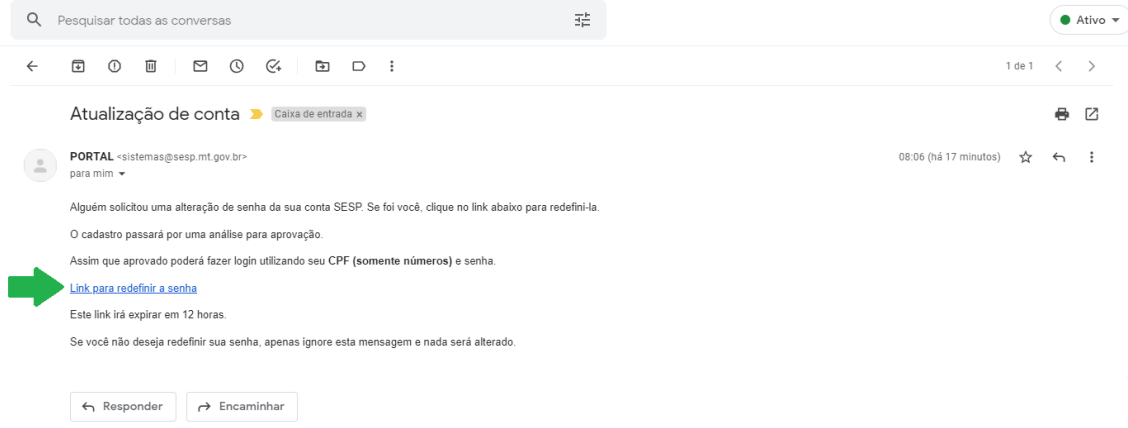 Pesquisar todas as conversas
Ativo
1 de 1
Atualização de conta
Caixa de entrada x
PORTAL <sistemas@sesp.mt.gov.br>
08:06 (há 17 minutos)
para mim
Alguém solicitou uma alteração de senha da sua conta SESP. Se foi você, clique no link abaixo para redefini-la.
O cadastro passará por uma análise para aprovação.
Assim que aprovado poderá fazer login utilizando seu CPF (somente números) e senha.
Link para redefinir a senha
Este link irá expirar em 12 horas.
Se você não deseja redefinir sua senha, apenas ignore esta mensagem e nada será alterado.
Responder
Encaminhar